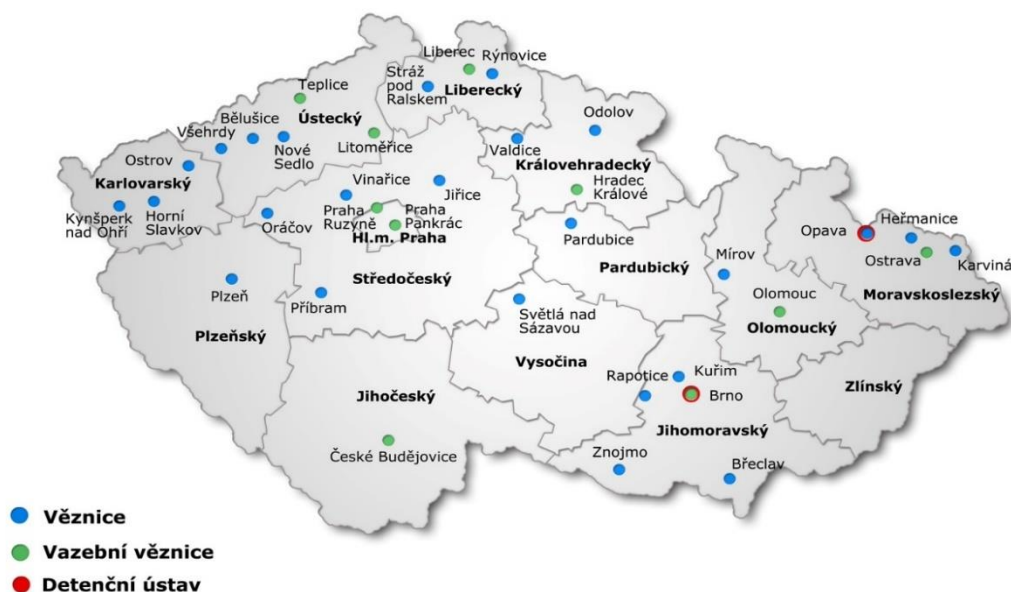 Liberec
Rýnovice
Stráž
pod
Ralskem
Liberecký
Teplice
Ústecký
Bělušice
Všehrdy
Nové
Sedlo
Litoměřice
Odolov
Valdice
Královehradecký
Hradec
Králové
Ostrov
Karlovarský
Kynšperk
nad Ohří
Horní
Slavkov
Vinařice
Jiřice
Oráčov
Praha
Ruzyně
Praha
Pankrác
Hl.m. Praha
Středočeský
Příbram
Pardubice
Pardubický
Plzeň
Plzeňský
Opava
Heřmanice
Ostrava
Karviná
Moravskoslezský
Mírov
Olomouc
Olomoucký
Světlá nad
Sázavou
Vysočina
Zlínský
Rapotice
Kuřim
Brno
Jihomoravský
Znojmo
Břeclav
Jihočeský
České Budějovice
Věznice
Vazební věznice
Detenční ústav